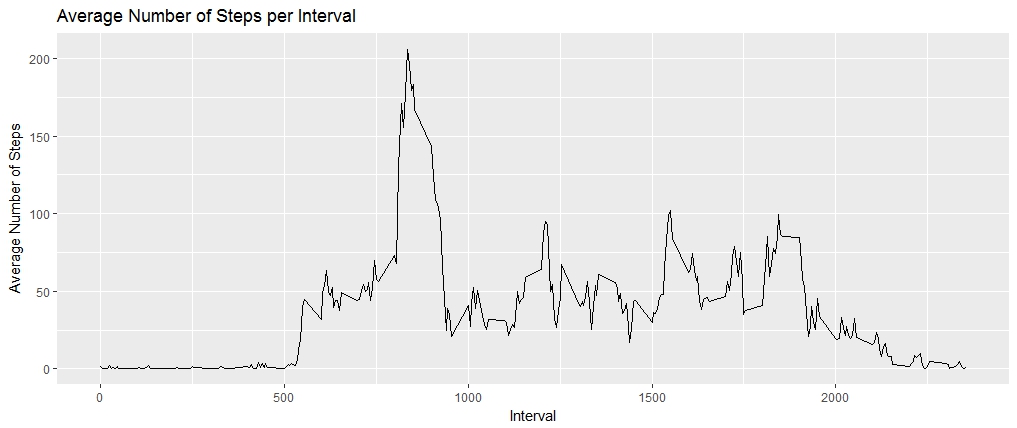 Average Number of Steps per Interval
200
150
100
50
0
Average Number of Steps
0 500 1000 1500 2000
Interval